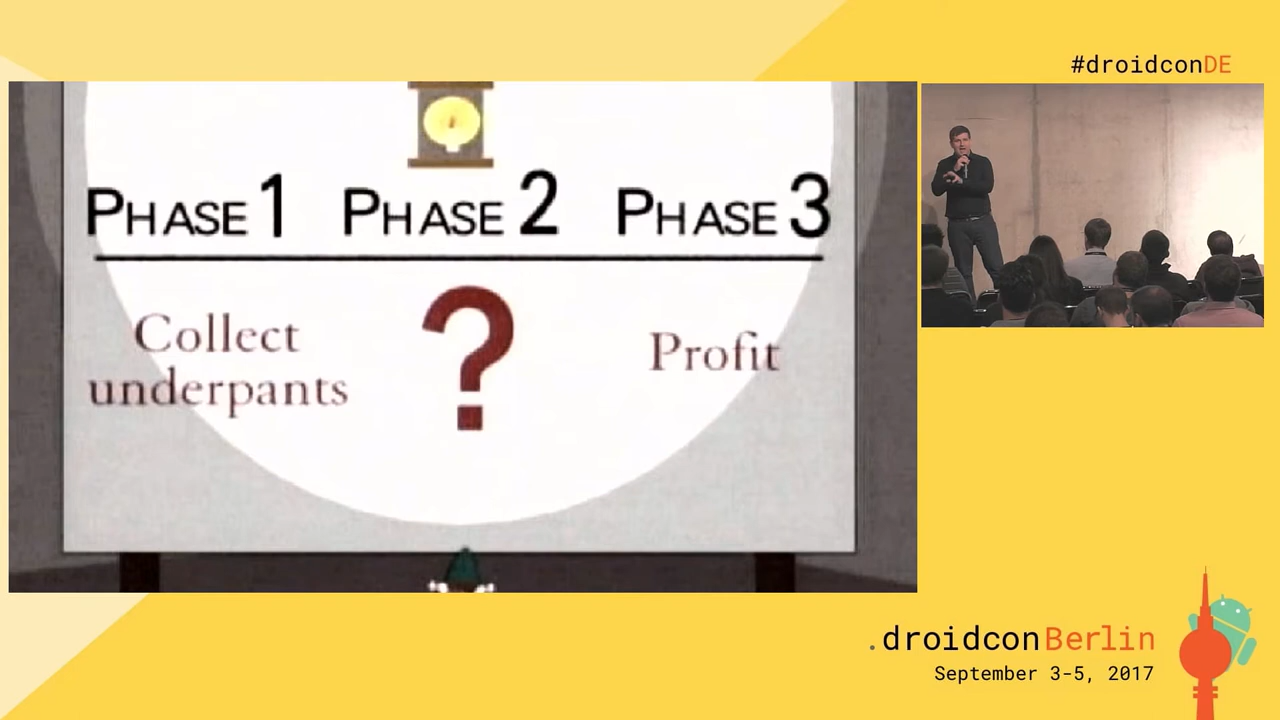 #droidconDE
Phase 1 Phase 2 Phase 3
Collect
underpants
?
Profit
.droidconBerlin
September 3-5, 2017